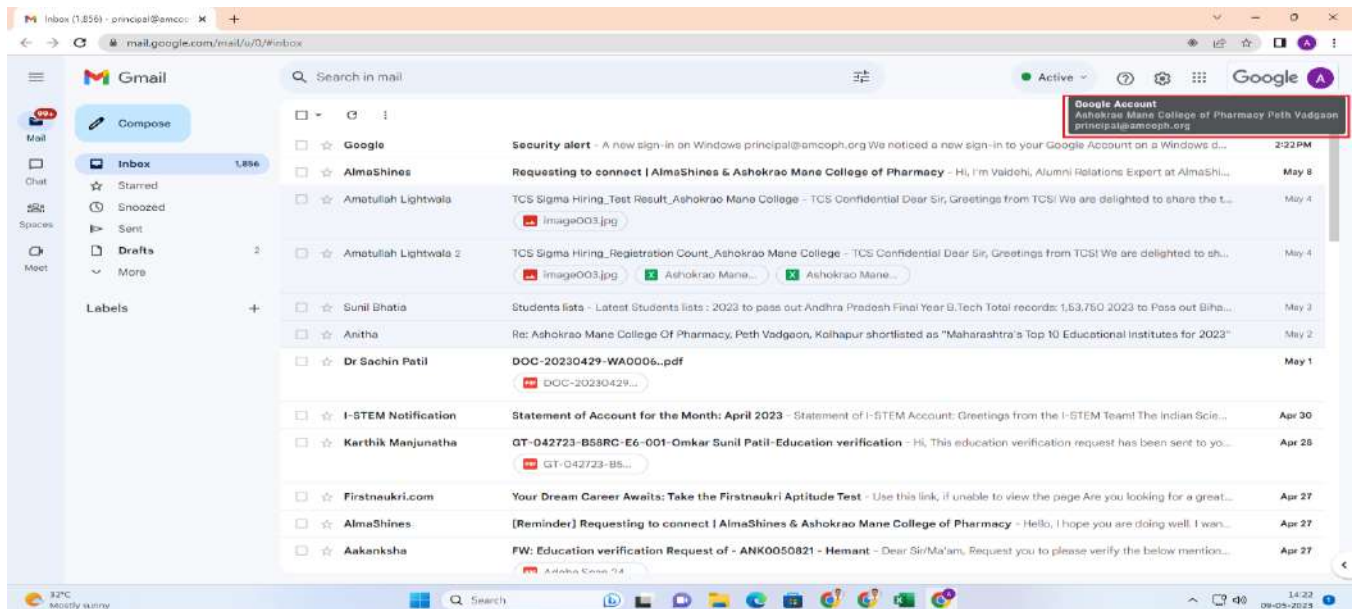 Inbox (1,856) - principal@amcop
mail.google.com/mail/u/0/#inbox
Gmail
Search in mail
Active
Google
A
Google Account
Ashokrao Mane College of Pharmacy Peth Vadgaon
principal@amcoph.org
99+
Mail
Chat
Spaces
Meet
Compose
Inbox 1,856
Starred
Snoozed
Sent
Drafts 2
More
Labels +
Google Security alert - A new sign-in on Windows principal@amcoph.org We noticed a new sign-in to your Google Account on a Windows d... 2:22 PM
AlmaShines Requesting to connect | AlmaShines & Ashokrao Mane College of Pharmacy - Hi, I'm Vaidehi, Alumni Relations Expert at AlmaShi... May 8
Amatullah Lightwala TCS Sigma Hiring_Test Result_Ashokrao Mane College - TCS Confidential Dear Sir, Greetings from TCS! We are delighted to share the t... May 4
image003.jpg
Amatullah Lightwala 2 TCS Sigma Hiring_Registration Count_Ashokrao Mane College - TCS Confidential Dear Sir, Greetings from TCS! We are delighted to sh... May 4
image003.jpg Ashokrao Mane... Ashokrao Mane...
Sunil Bhatia Students lists - Latest Students lists : 2023 to pass out Andhra Pradesh Final Year B.Tech Total records: 1,53,750 2023 to Pass out Biha... May 3
Anitha Re: Ashokrao Mane College Of Pharmacy, Peth Vadgaon, Kolhapur shortlisted as "Maharashtra's Top 10 Educational Institutes for 2023" May 2
Dr Sachin Patil DOC-20230429-WA0006..pdf May 1
PDF DOC-20230429...
I-STEM Notification Statement of Account for the Month: April 2023 - Statement of I-STEM Account: Greetings from the I-STEM Team! The Indian Scie... Apr 30
Karthik Manjunatha GT-042723-B58RC-E6-001-Omkar Sunil Patil-Education verification - Hi, This education verification request has been sent to yo... Apr 28
PDF GT-042723-B5...
Firstnaukri.com Your Dream Career Awaits: Take the Firstnaukri Aptitude Test - Use this link, if unable to view the page Are you looking for a great... Apr 27
AlmaShines [Reminder] Requesting to connect | AlmaShines & Ashokrao Mane College of Pharmacy - Hello, I hope you are doing well. I wan... Apr 27
Aakanksha FW: Education verification Request of - ANK0050821 - Hemant - Dear Sir/Ma'am, Request you to please verify the below mention... Apr 27
Adobe Scan 24
32°C
Mostly sunny
Search
14:22
09-05-2023